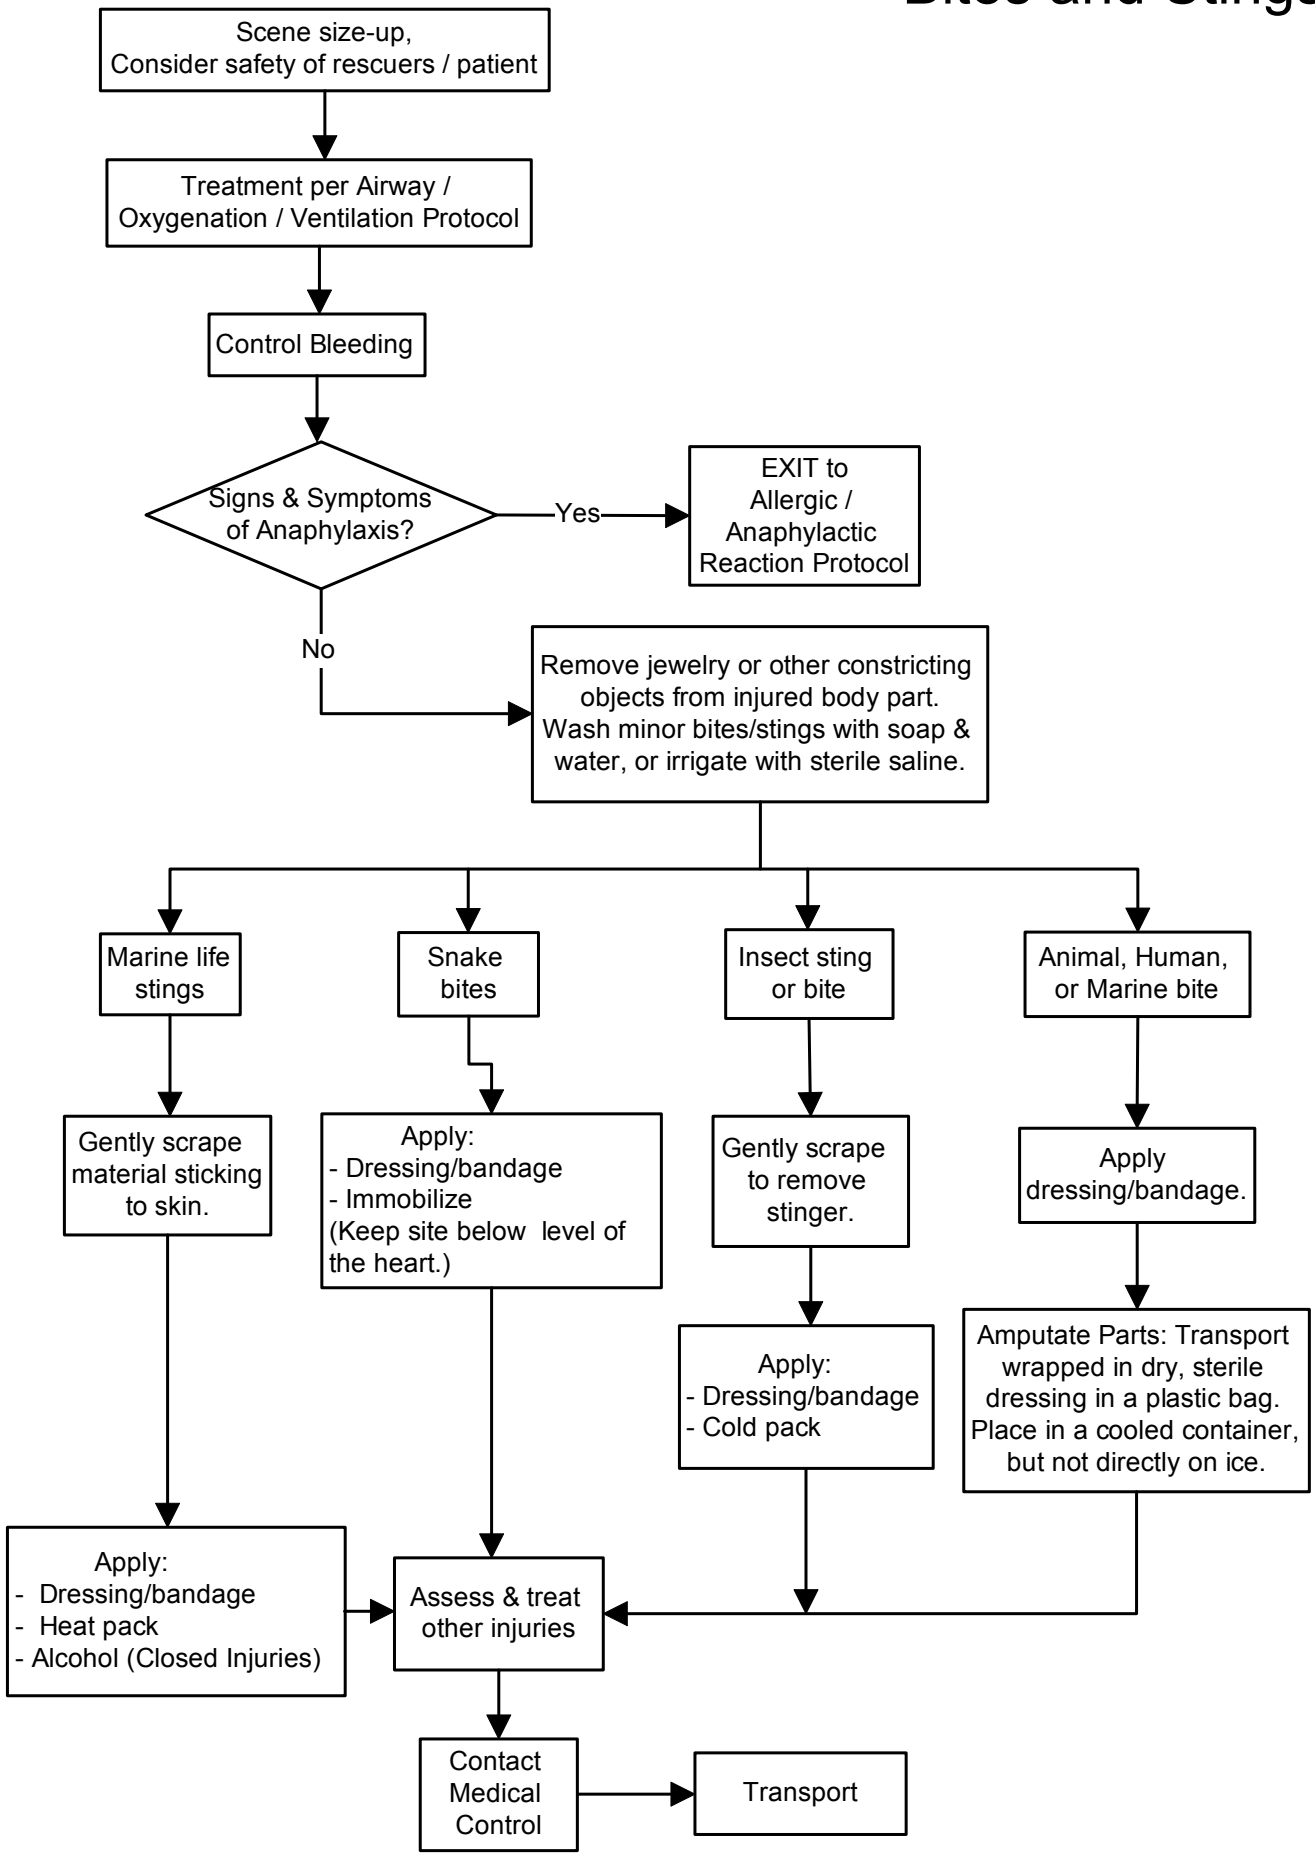 Bites and Stings
Scene size-up,
Consider safety of rescuers / patient
Treatment per Airway /
Oxygenation / Ventilation Protocol
Control Bleeding
Signs & Symptoms
of Anaphylaxis?
Yes
EXIT to
Allergic /
Anaphylactic
Reaction Protocol
No
Remove jewelry or other constricting
objects from injured body part.
Wash minor bites/stings with soap &
water, or irrigate with sterile saline.
Marine life
stings
Snake
bites
Insect sting
or bite
Animal, Human,
or Marine bite
Gently scrape
material sticking
to skin.
Apply:
- Dressing/bandage
- Immobilize
(Keep site below level of
the heart.)
Gently scrape
to remove
stinger.
Apply
dressing/bandage.
Apply:
- Dressing/bandage
- Cold pack
Amputate Parts: Transport
wrapped in dry, sterile
dressing in a plastic bag.
Place in a cooled container,
but not directly on ice.
Apply:
- Dressing/bandage
- Heat pack
- Alcohol (Closed Injuries)
Assess & treat
other injuries
Contact
Medical
Control
Transport